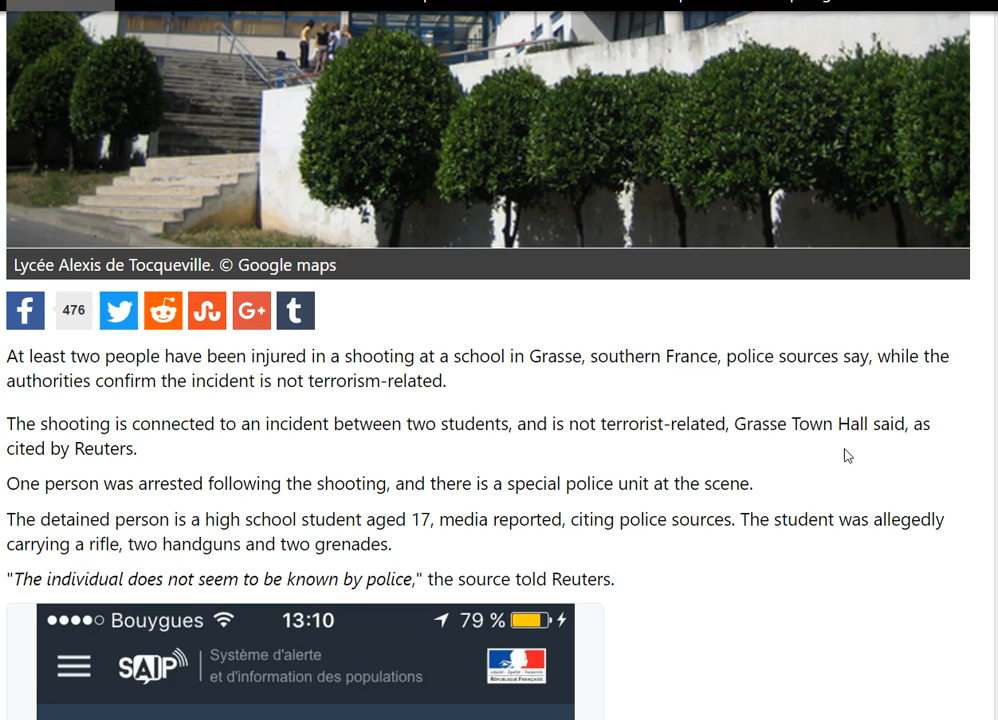 Lycée Alexis de Tocqueville. © Google maps
f 476 G+ t
At least two people have been injured in a shooting at a school in Grasse, southern France, police sources say, while the
authorities confirm the incident is not terrorism-related.
The shooting is connected to an incident between two students, and is not terrorist-related, Grasse Town Hall said, as
cited by Reuters.
One person was arrested following the shooting, and there is a special police unit at the scene.
The detained person is a high school student aged 17, media reported, citing police sources. The student was allegedly
carrying a rifle, two handguns and two grenades.
"The individual does not seem to be known by police," the source told Reuters.
Bouygues 13:10 79 %
SAIP Système d'alerte
et d'information des populations
Liberté • Égalité • Fraternité
RÉPUBLIQUE FRANÇAISE